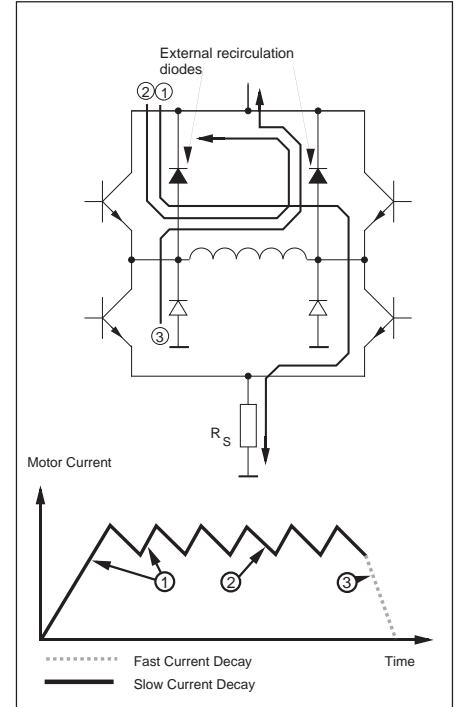 External recirculation
diodes
② ①
③
R S
Motor Current
① ② ③
Fast Current Decay Time
Slow Current Decay